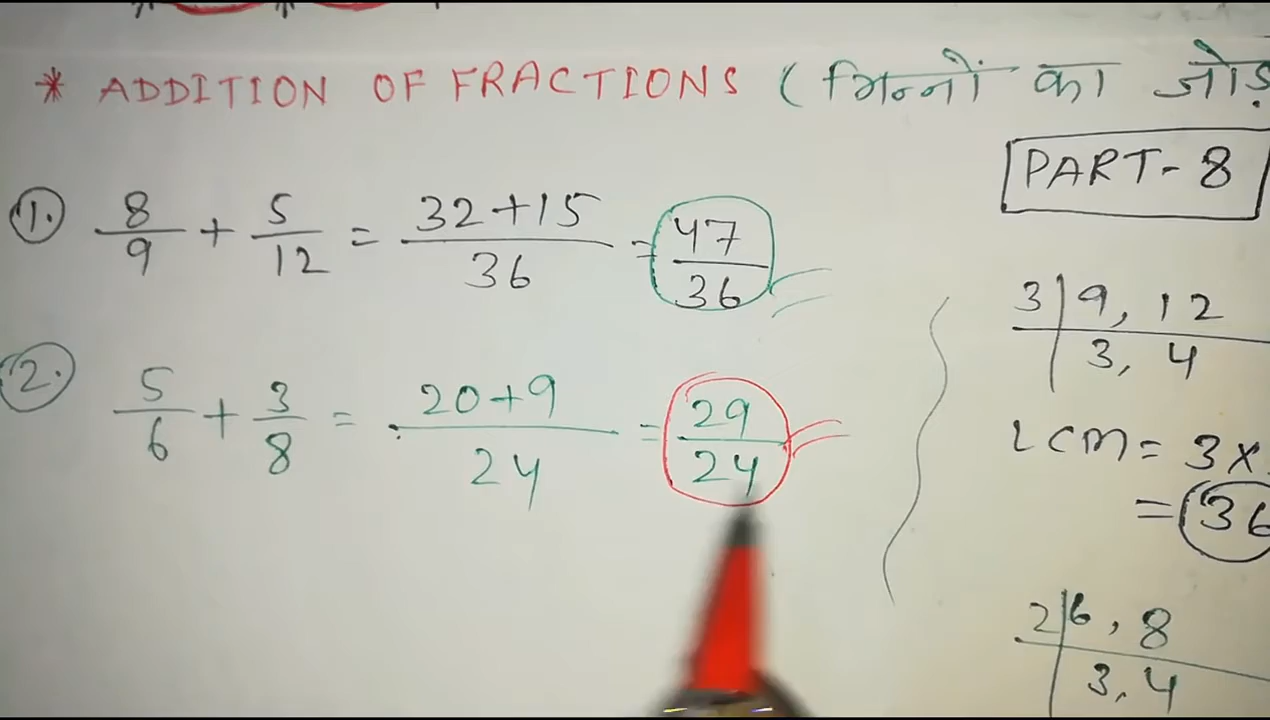 * ADDITION OF FRACTIONS (भिन्नों का जोड़
PART-8
1. 8/9 + 5/12 = 32+15/36 = 47/36
2. 5/6 + 3/8 = 20+9/24 = 29/24
3 | 9, 12
3, 4
LCM = 3×
= 36
2 | 6, 8
3, 4